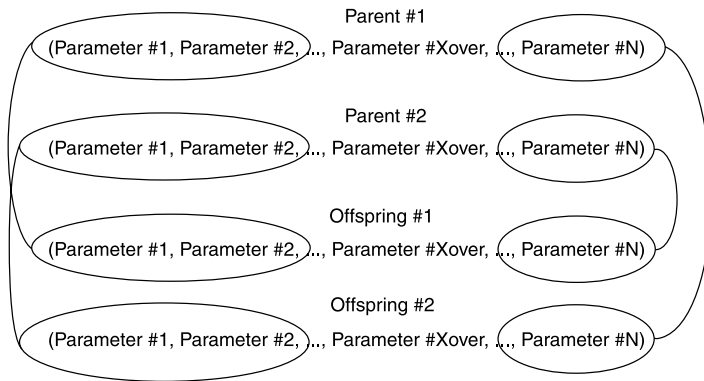 Parent #1
(Parameter #1, Parameter #2, ..., Parameter #Xover, ..., Parameter #N)
Parent #2
(Parameter #1, Parameter #2, ..., Parameter #Xover, ..., Parameter #N)
Offspring #1
(Parameter #1, Parameter #2, ..., Parameter #Xover, ..., Parameter #N)
Offspring #2
(Parameter #1, Parameter #2, ..., Parameter #Xover, ..., Parameter #N)